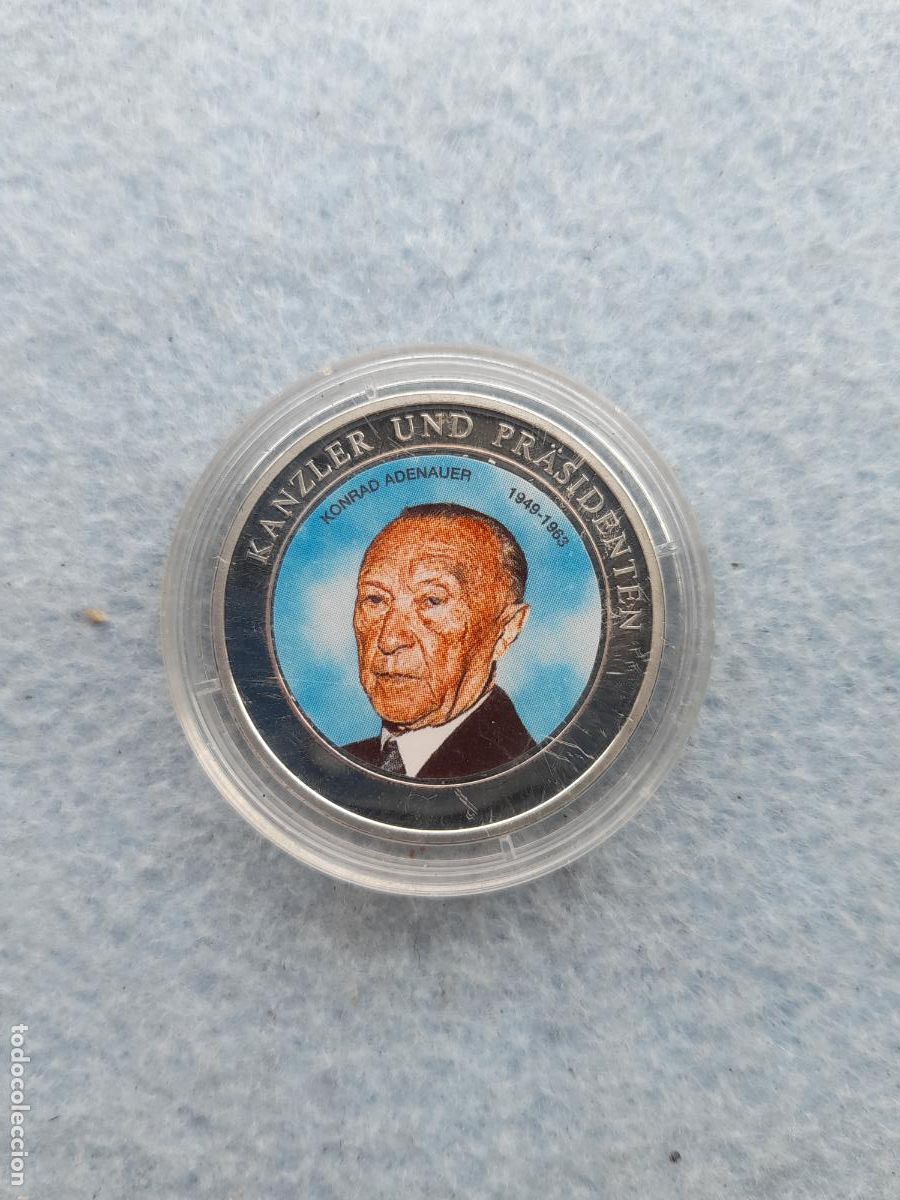 KANZLER UND PRÄSIDENTEN
KONRAD ADENAUER 1949-1963
todocoleccion